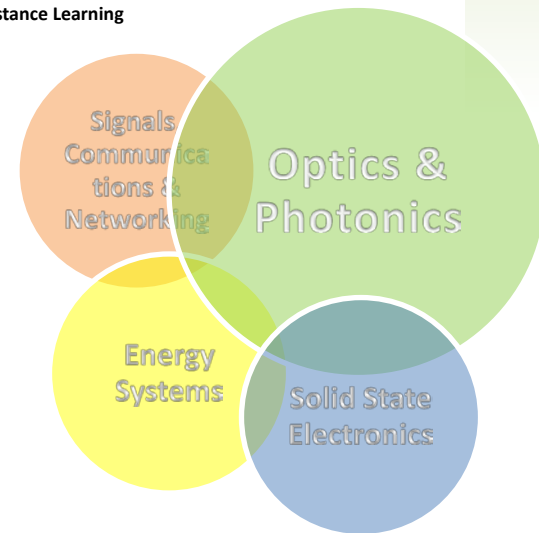 stance Learning
Signals
Communica
tions &
Networking
Optics &
Photonics
Energy
Systems
Solid State
Electronics